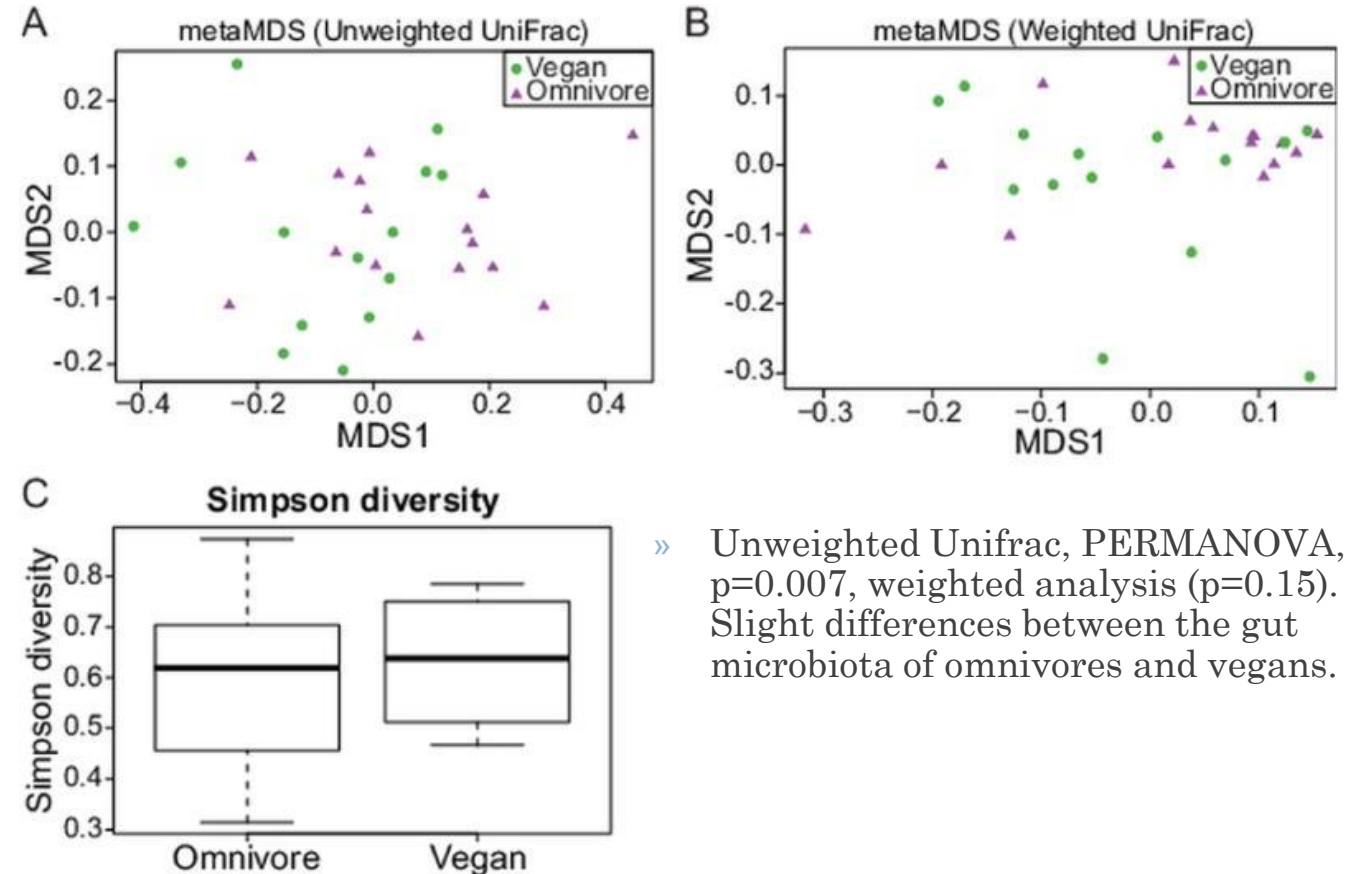 A
metaMDS (Unweighted UniFrac)
Vegan
Omnivore
MDS2
0.2
0.1
0.0
-0.1
-0.2
−0.4 −0.2 0.0 0.2 0.4
MDS1
B
metaMDS (Weighted UniFrac)
Vegan
Omnivore
MDS2
0.1
0.0
-0.1
-0.2
-0.3
−0.3 −0.2 −0.1 0.0 0.1
MDS1
C
Simpson diversity
Simpson diversity
0.8
0.7
0.6
0.5
0.4
0.3
Omnivore Vegan
» Unweighted Unifrac, PERMANOVA,
p=0.007, weighted analysis (p=0.15).
Slight differences between the gut
microbiota of omnivores and vegans.